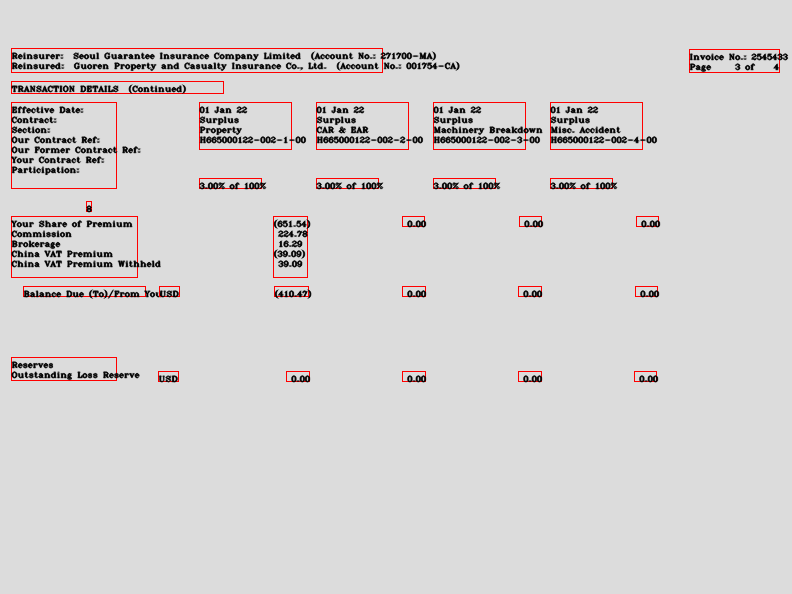 Reinsurer: Seoul Guarantee Insurance Company Limited (Account No.: 271700-MA)
Reinsured: Guoren Property and Casualty Insurance Co., Ltd. (Account No.: 001754-CA)
Invoice No.: 2545433
Page 3 of 4
TRANSACTION DETAILS (Continued)
Effective Date: 01 Jan 22 01 Jan 22 01 Jan 22 01 Jan 22
Contract: Surplus Surplus Surplus Surplus
Section: Property CAR & EAR Machinery Breakdown Misc. Accident
Our Contract Ref: H665000122-002-1-00 H665000122-002-2-00 H665000122-002-3-00 H665000122-002-4-00
Our Former Contract Ref:
Your Contract Ref:
Participation:
3.00% of 100% 3.00% of 100% 3.00% of 100% 3.00% of 100%
Your Share of Premium (651.54) 0.00 0.00 0.00
Commission 224.78
Brokerage 16.29
China VAT Premium (39.09)
China VAT Premium Withheld 39.09
Balance Due (To)/From You USD (410.47) 0.00 0.00 0.00
Reserves
Outstanding Loss Reserve USD 0.00 0.00 0.00 0.00